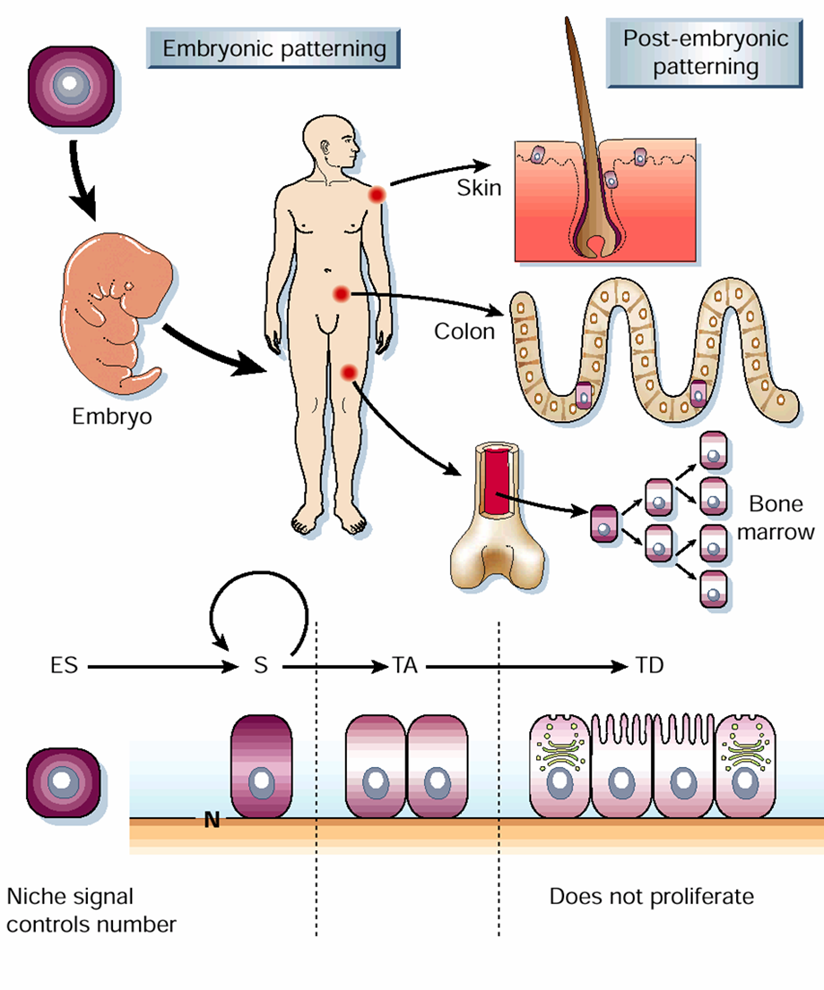 Embryonic patterning
Post-embryonic
patterning
Skin
Colon
Embryo
Bone
marrow
ES
S
TA
TD
N
Niche signal
controls number
Does not proliferate